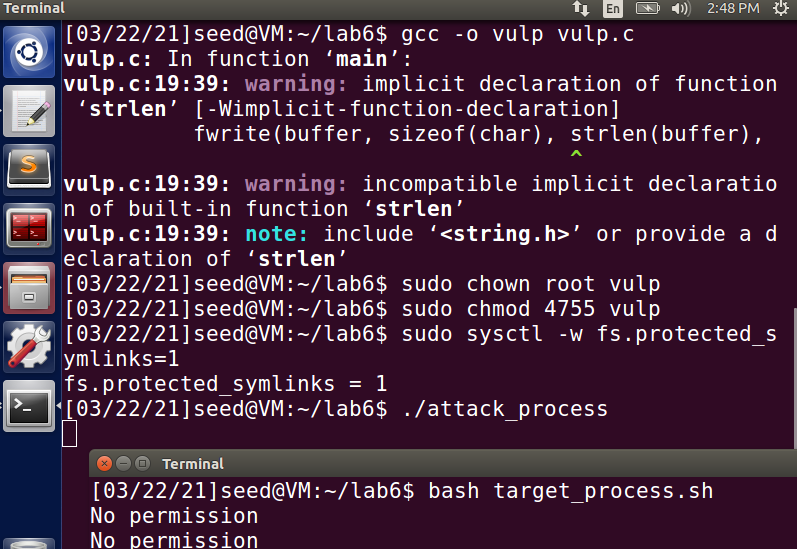 Terminal
En
2:48 PM
[03/22/21]seed@VM:~/lab6$ gcc -o vulp vulp.c
vulp.c: In function ‘main’:
vulp.c:19:39: warning: implicit declaration of function
‘strlen’ [-Wimplicit-function-declaration]
fwrite(buffer, sizeof(char), strlen(buffer),
^
vulp.c:19:39: warning: incompatible implicit declaratio
n of built-in function ‘strlen’
vulp.c:19:39: note: include ‘<string.h>’ or provide a d
eclaration of ‘strlen’
[03/22/21]seed@VM:~/lab6$ sudo chown root vulp
[03/22/21]seed@VM:~/lab6$ sudo chmod 4755 vulp
[03/22/21]seed@VM:~/lab6$ sudo sysctl -w fs.protected_s
ymlinks=1
fs.protected_symlinks = 1
[03/22/21]seed@VM:~/lab6$ ./attack_process
Terminal
[03/22/21]seed@VM:~/lab6$ bash target_process.sh
No permission
No permission